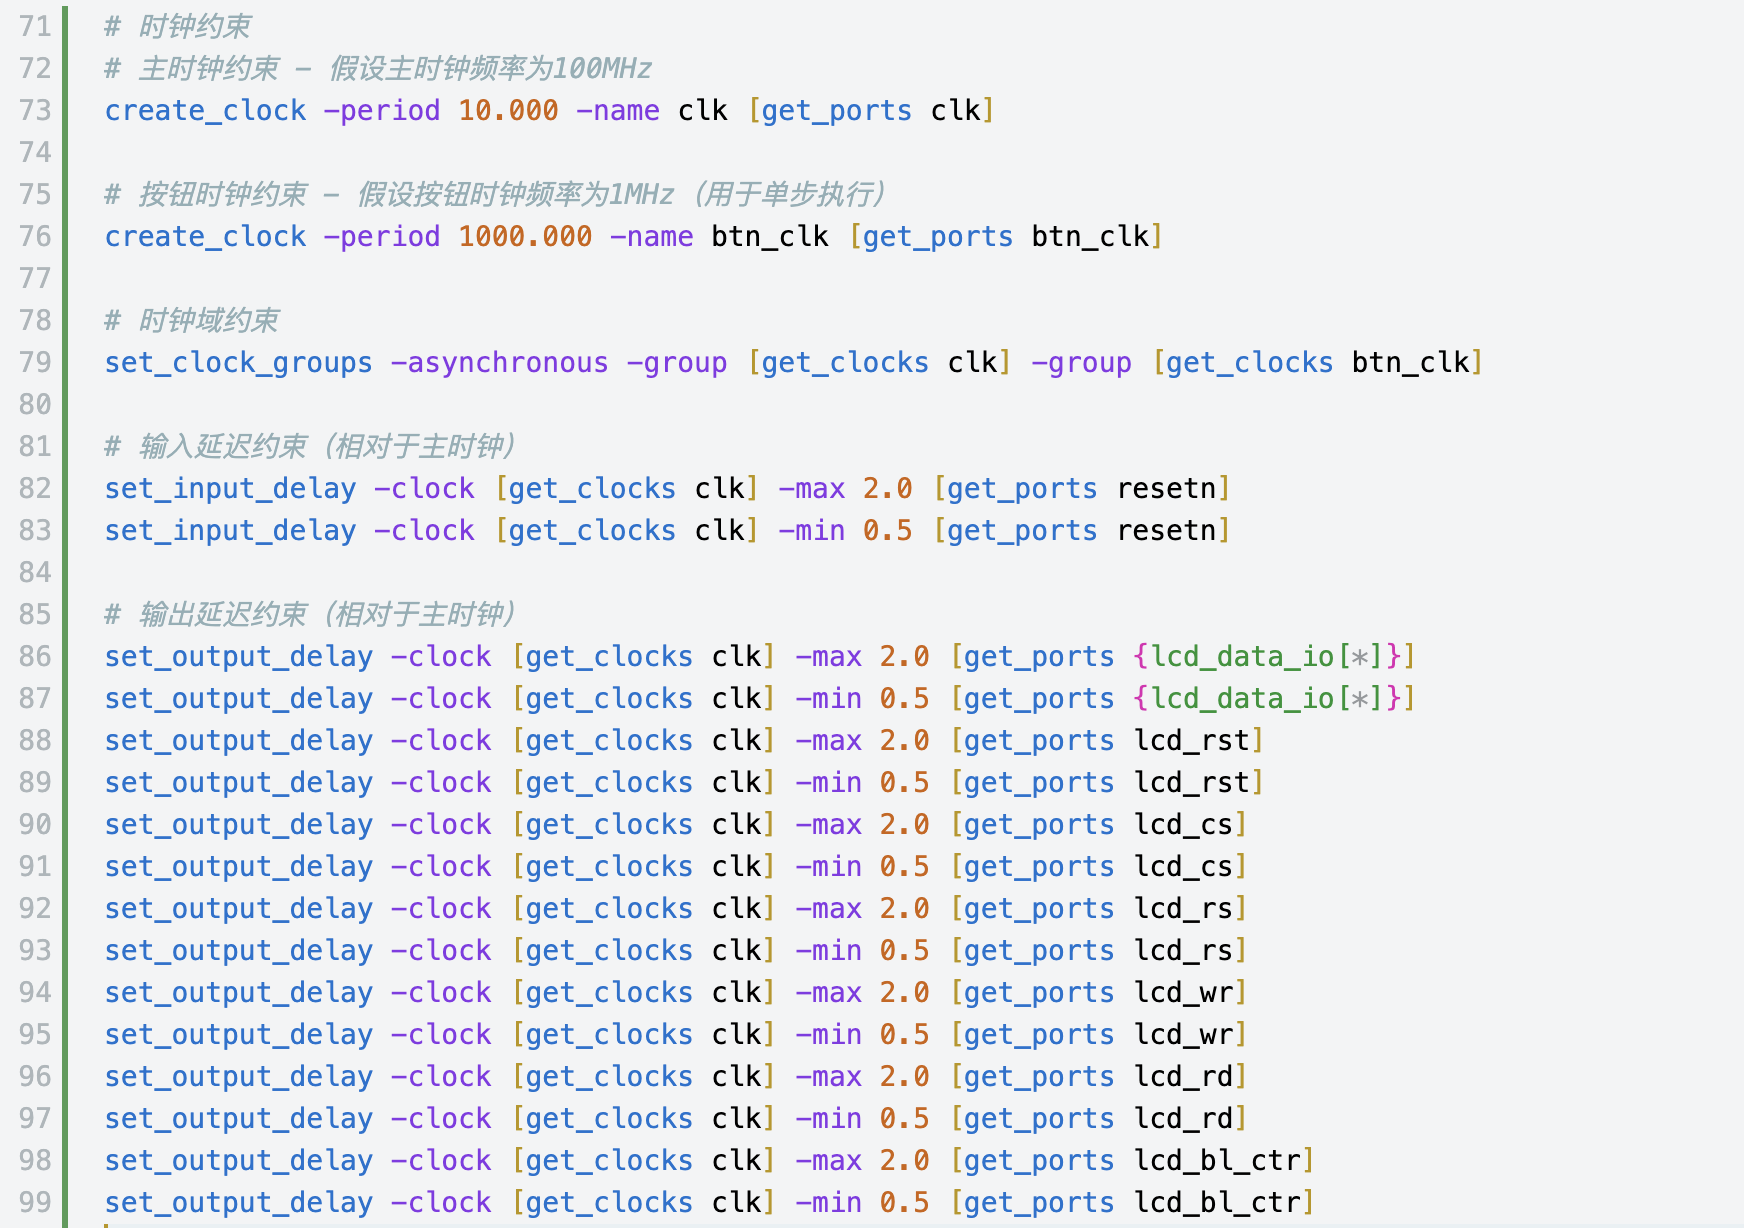 71 # 时钟约束
72 # 主时钟约束 - 假设主时钟频率为100MHz
73 create_clock -period 10.000 -name clk [get_ports clk]
74
75 # 按钮时钟约束 - 假设按钮时钟频率为1MHz（用于单步执行）
76 create_clock -period 1000.000 -name btn_clk [get_ports btn_clk]
77
78 # 时钟域约束
79 set_clock_groups -asynchronous -group [get_clocks clk] -group [get_clocks btn_clk]
80
81 # 输入延迟约束（相对于主时钟）
82 set_input_delay -clock [get_clocks clk] -max 2.0 [get_ports resetn]
83 set_input_delay -clock [get_clocks clk] -min 0.5 [get_ports resetn]
84
85 # 输出延迟约束（相对于主时钟）
86 set_output_delay -clock [get_clocks clk] -max 2.0 [get_ports {lcd_data_io[*]}]
87 set_output_delay -clock [get_clocks clk] -min 0.5 [get_ports {lcd_data_io[*]}]
88 set_output_delay -clock [get_clocks clk] -max 2.0 [get_ports lcd_rst]
89 set_output_delay -clock [get_clocks clk] -min 0.5 [get_ports lcd_rst]
90 set_output_delay -clock [get_clocks clk] -max 2.0 [get_ports lcd_cs]
91 set_output_delay -clock [get_clocks clk] -min 0.5 [get_ports lcd_cs]
92 set_output_delay -clock [get_clocks clk] -max 2.0 [get_ports lcd_rs]
93 set_output_delay -clock [get_clocks clk] -min 0.5 [get_ports lcd_rs]
94 set_output_delay -clock [get_clocks clk] -max 2.0 [get_ports lcd_wr]
95 set_output_delay -clock [get_clocks clk] -min 0.5 [get_ports lcd_wr]
96 set_output_delay -clock [get_clocks clk] -max 2.0 [get_ports lcd_rd]
97 set_output_delay -clock [get_clocks clk] -min 0.5 [get_ports lcd_rd]
98 set_output_delay -clock [get_clocks clk] -max 2.0 [get_ports lcd_bl_ctr]
99 set_output_delay -clock [get_clocks clk] -min 0.5 [get_ports lcd_bl_ctr]